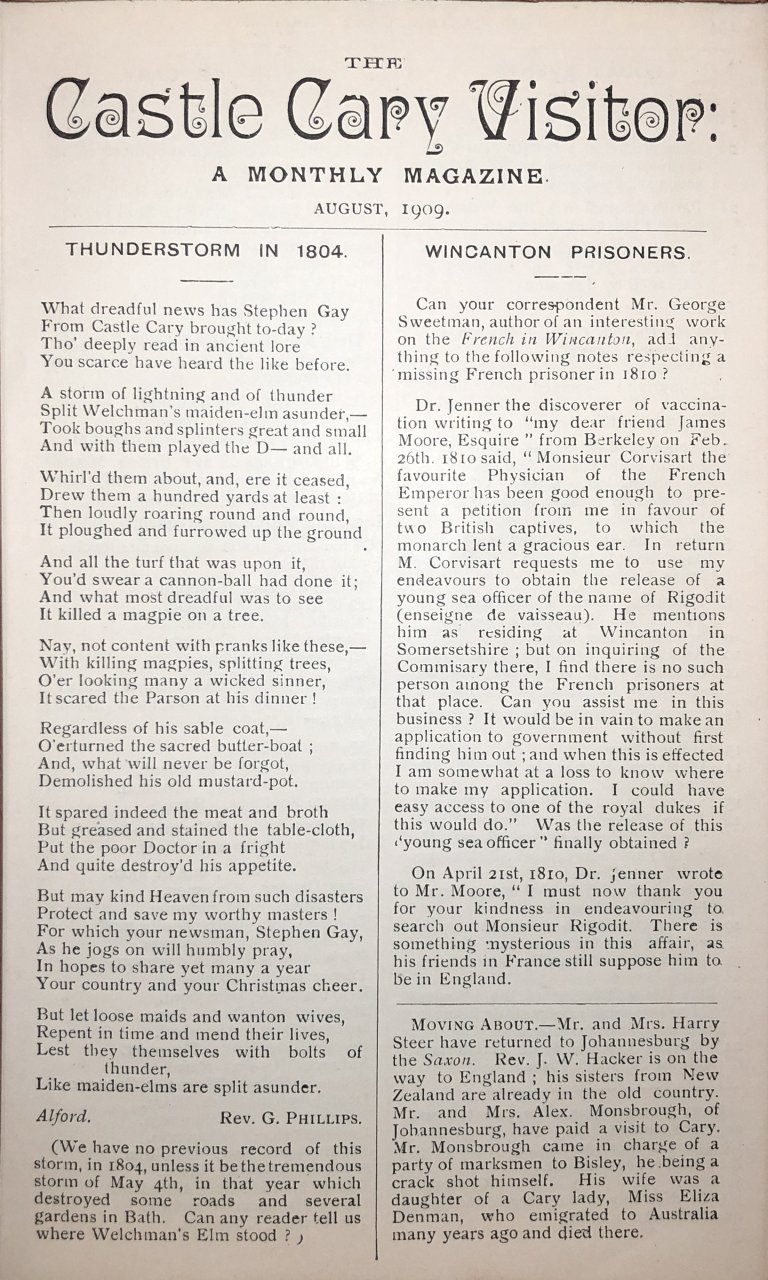 THE
Castle Cary Visitor:
A MONTHLY MAGAZINE.
AUGUST, 1909.
THUNDERSTORM IN 1804.
What dreadful news has Stephen Gay
From Castle Cary brought to-day ?
Tho' deeply read in ancient lore
You scarce have heard the like before.
A storm of lightning and of thunder
Split Welchman's maiden-elm asunder,—
Took boughs and splinters great and small
And with them played the D— and all.
Whirl'd them about, and, ere it ceased,
Drew them a hundred yards at least :
Then loudly roaring round and round,
It ploughed and furrowed up the ground
And all the turf that was upon it,
You'd swear a cannon-ball had done it;
And what most dreadful was to see
It killed a magpie on a tree.
Nay, not content with pranks like these,—
With killing magpies, splitting trees,
O'er looking many a wicked sinner,
It scared the Parson at his dinner !
Regardless of his sable coat,—
O'erturned the sacred butter-boat ;
And, what will never be forgot,
Demolished his old mustard-pot.
It spared indeed the meat and broth
But greased and stained the table-cloth,
Put the poor Doctor in a fright
And quite destroy'd his appetite.
But may kind Heaven from such disasters
Protect and save my worthy masters !
For which your newsman, Stephen Gay,
As he jogs on will humbly pray,
In hopes to share yet many a year
Your country and your Christmas cheer.
But let loose maids and wanton wives,
Repent in time and mend their lives,
Lest they themselves with bolts of
thunder,
Like maiden-elms are split asunder.
Alford. Rev. G. PHILLIPS.
(We have no previous record of this
storm, in 1804, unless it be the tremendous
storm of May 4th, in that year which
destroyed some roads and several
gardens in Bath. Can any reader tell us
where Welchman's Elm stood ? )
WINCANTON PRISONERS.
Can your correspondent Mr. George
Sweetman, author of an interesting work
on the French in Wincanton, add any-
thing to the following notes respecting a
missing French prisoner in 1810 ?
Dr. Jenner the discoverer of vaccina-
tion writing to "my dear friend James
Moore, Esquire " from Berkeley on Feb.
26th. 1810 said, " Monsieur Corvisart the
favourite Physician of the French
Emperor has been good enough to pre-
sent a petition from me in favour of
two British captives, to which the
monarch lent a gracious ear. In return
M. Corvisart requests me to use my
endeavours to obtain the release of a
young sea officer of the name of Rigodit
(enseigne de vaisseau). He mentions
him as residing at Wincanton in
Somersetshire ; but on inquiring of the
Commisary there, I find there is no such
person among the French prisoners at
that place. Can you assist me in this
business ? It would be in vain to make an
application to government without first
finding him out ; and when this is effected
I am somewhat at a loss to know where
to make my application. I could have
easy access to one of the royal dukes if
this would do." Was the release of this
"young sea officer" finally obtained ?
On April 21st, 1810, Dr. Jenner wrote
to Mr. Moore, " I must now thank you
for your kindness in endeavouring to
search out Monsieur Rigodit. There is
something mysterious in this affair, as
his friends in France still suppose him to
be in England.
MOVING ABOUT.—Mr. and Mrs. Harry
Steer have returned to Johannesburg by
the Saxon. Rev. J. W. Hacker is on the
way to England ; his sisters from New
Zealand are already in the old country.
Mr. and Mrs. Alex. Monsbrough, of
Johannesburg, have paid a visit to Cary.
Mr. Monsbrough came in charge of a
party of marksmen to Bisley, he being a
crack shot himself. His wife was a
daughter of a Cary lady, Miss Eliza
Denman, who emigrated to Australia
many years ago and died there.